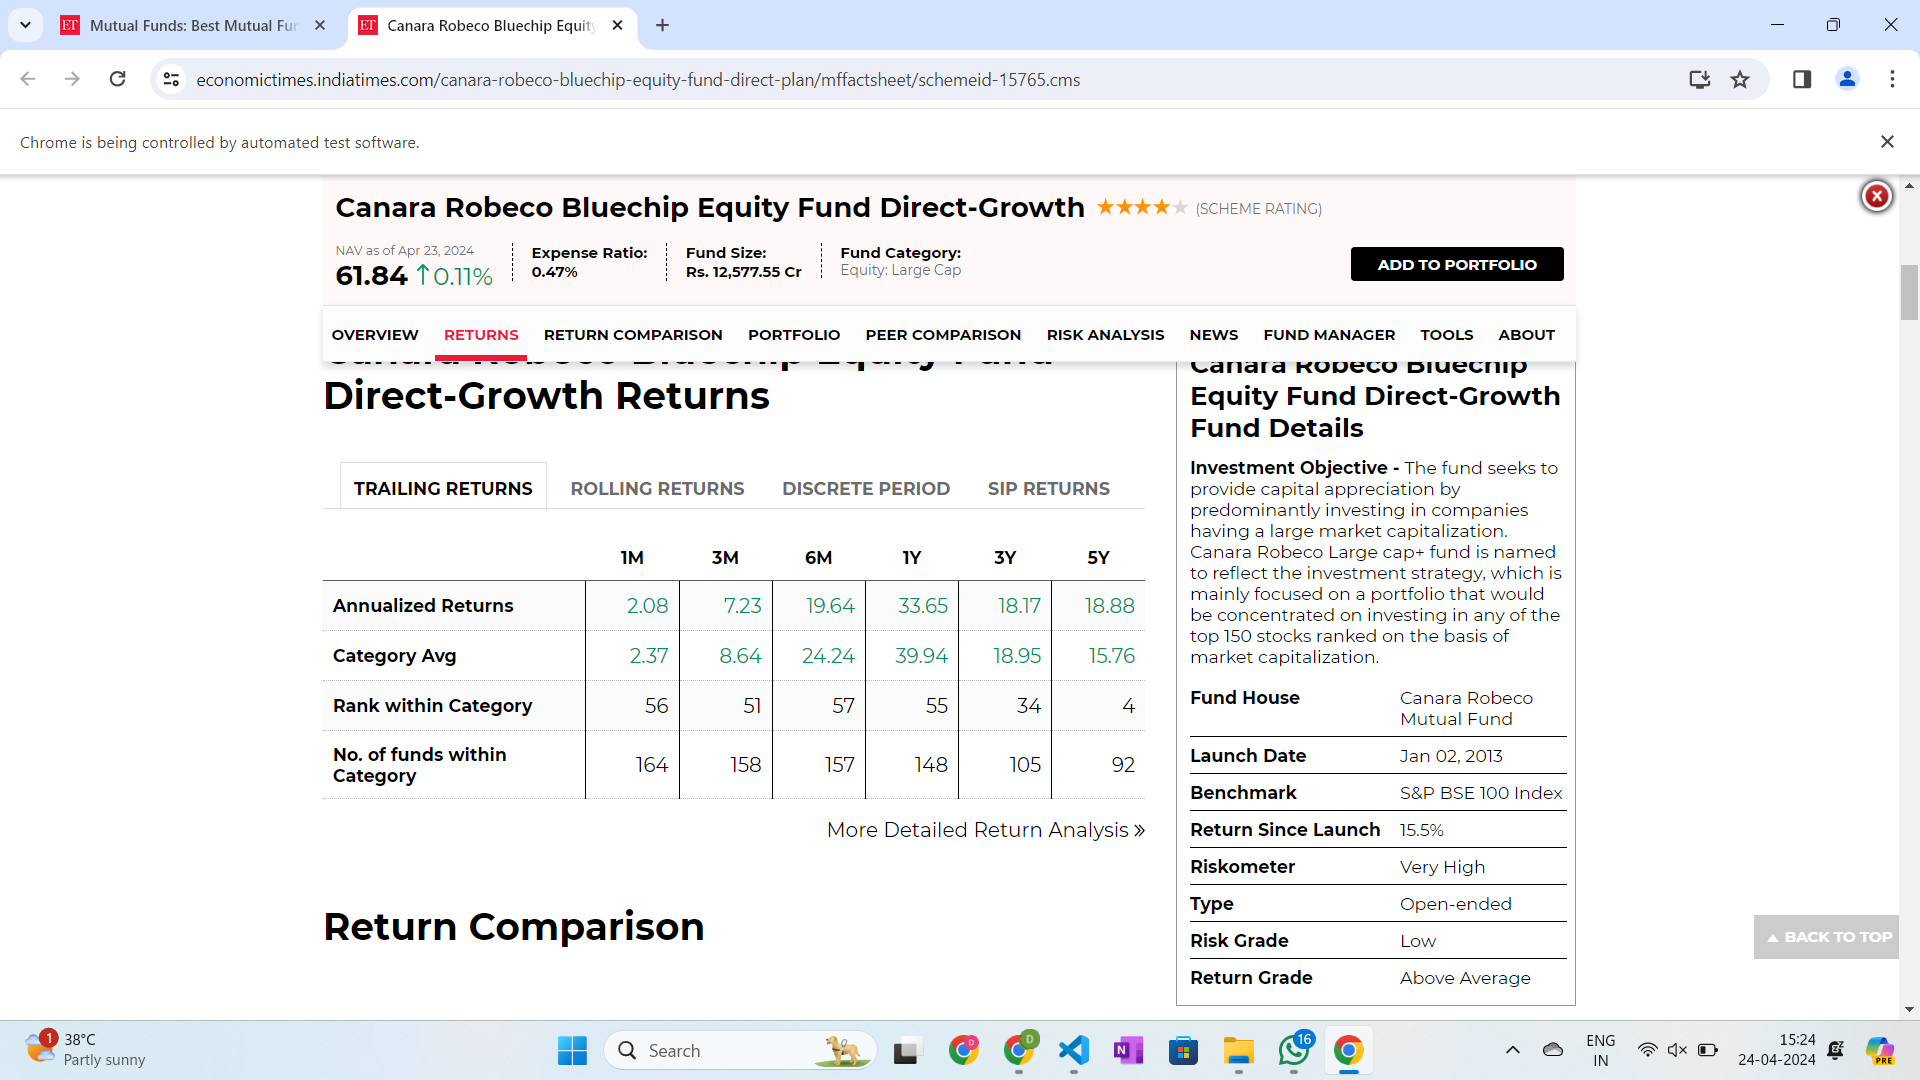 ET Mutual Funds: Best Mutual Fun
ET Canara Robeco Bluechip Equity
economictimes.indiatimes.com/canara-robeco-bluechip-equity-fund-direct-plan/mffactsheet/schemeid-15765.cms
Chrome is being controlled by automated test software.
Canara Robeco Bluechip Equity Fund Direct-Growth (SCHEME RATING)
NAV as of Apr 23, 2024
61.84 ↑0.11%
Expense Ratio:
0.47%
Fund Size:
Rs. 12,577.55 Cr
Fund Category:
Equity: Large Cap
ADD TO PORTFOLIO
OVERVIEW RETURNS RETURN COMPARISON PORTFOLIO PEER COMPARISON RISK ANALYSIS NEWS FUND MANAGER TOOLS ABOUT
Canara Robeco Bluechip Equity Fund
Direct-Growth Returns
TRAILING RETURNS ROLLING RETURNS DISCRETE PERIOD SIP RETURNS
1M 3M 6M 1Y 3Y 5Y
Annualized Returns 2.08 7.23 19.64 33.65 18.17 18.88
Category Avg 2.37 8.64 24.24 39.94 18.95 15.76
Rank within Category 56 51 57 55 34 4
No. of funds within
Category 164 158 157 148 105 92
More Detailed Return Analysis »
Return Comparison
Canara Robeco Bluechip
Equity Fund Direct-Growth
Fund Details
Investment Objective - The fund seeks to
provide capital appreciation by
predominantly investing in companies
having a large market capitalization.
Canara Robeco Large cap+ fund is named
to reflect the investment strategy, which is
mainly focused on a portfolio that would
be concentrated on investing in any of the
top 150 stocks ranked on the basis of
market capitalization.
Fund House Canara Robeco
Mutual Fund
Launch Date Jan 02, 2013
Benchmark S&P BSE 100 Index
Return Since Launch 15.5%
Riskometer Very High
Type Open-ended
Risk Grade Low
Return Grade Above Average
BACK TO TOP
1
38°C
Partly sunny
Search
D
D
N
16
ENG
IN
15:24
24-04-2024
PRE